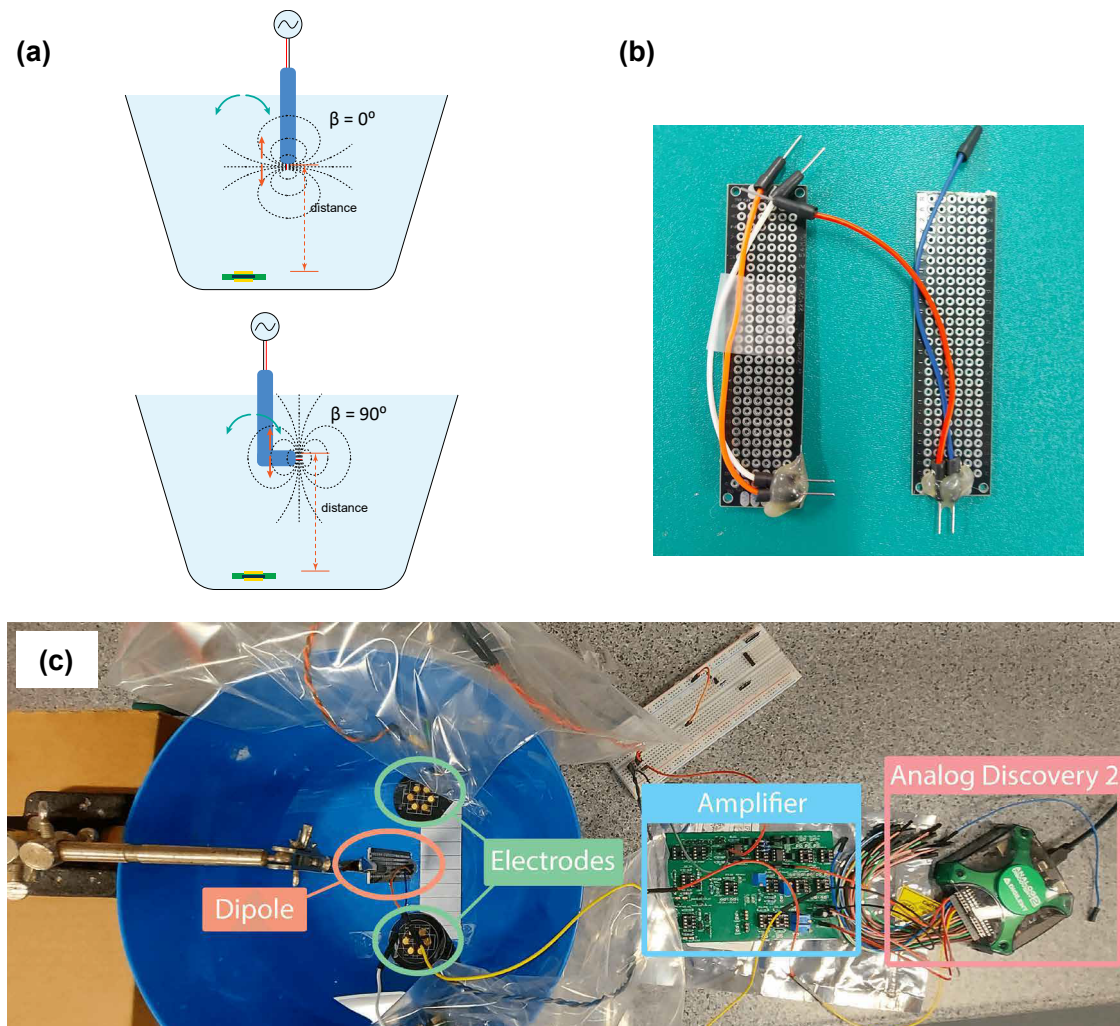 (a)
β = 0º
distance
β = 90º
distance
(b)
(c)
Analog Discovery 2
Amplifier
Electrodes
Dipole